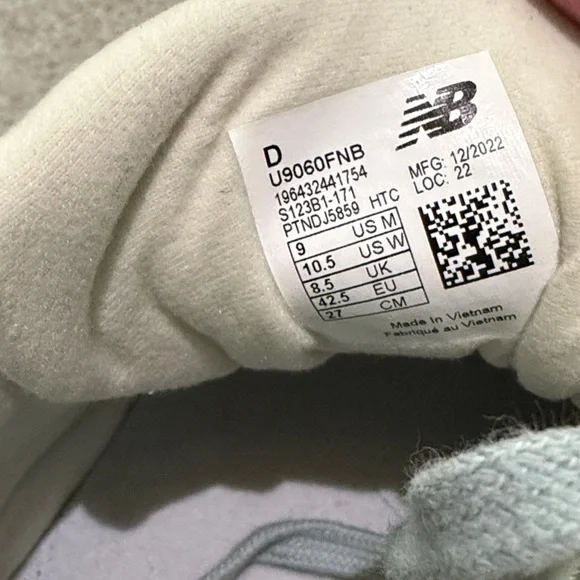 NB
D
U9060FNB
196432441754
S123B1-171
PTNDJ5859 HTC
9 US M
10.5 US W
8.5 UK
42.5 EU
27 CM
MFG: 12/2022
LOC: 22
Made in Vietnam
Fabriqué au Vietnam